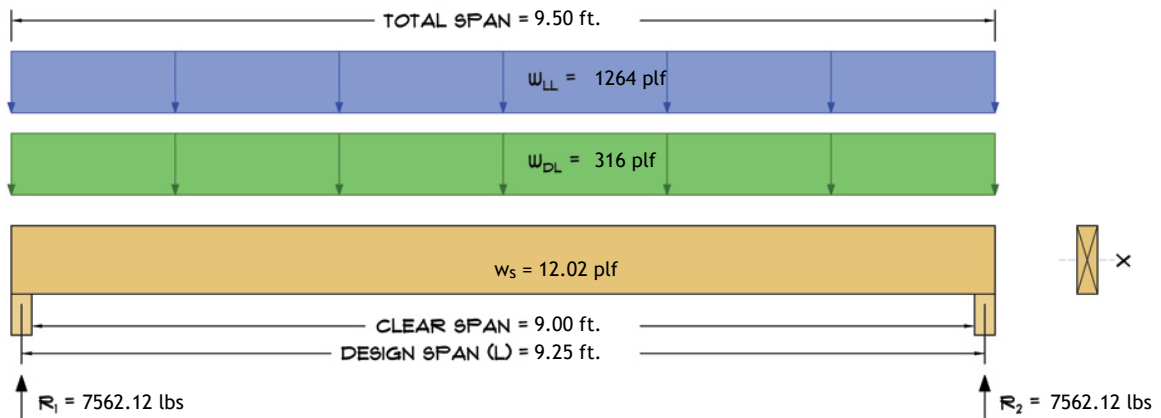 TOTAL SPAN = 9.50 ft.
wLL = 1264 plf
wDL = 316 plf
ws = 12.02 plf
X
CLEAR SPAN = 9.00 ft.
DESIGN SPAN (L) = 9.25 ft.
R1 = 7562.12 lbs
R2 = 7562.12 lbs